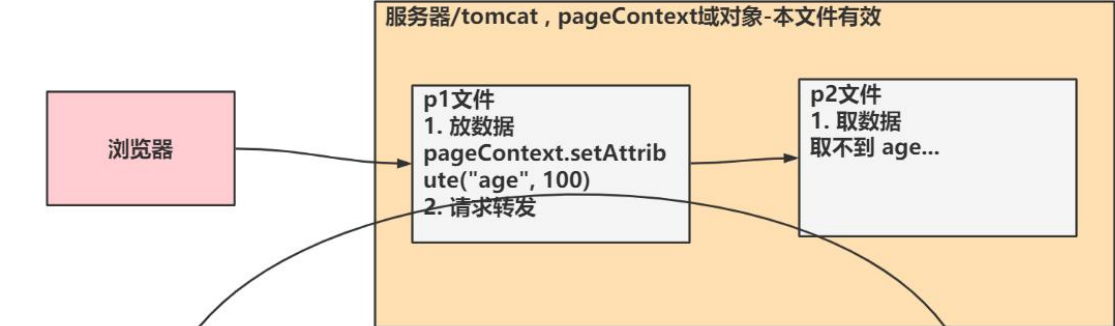 服务器/tomcat , pageContext域对象-本文件有效
浏览器
p1文件
1. 放数据
pageContext.setAttrib
ute("age", 100)
2. 请求转发
p2文件
1. 取数据
取不到 age...